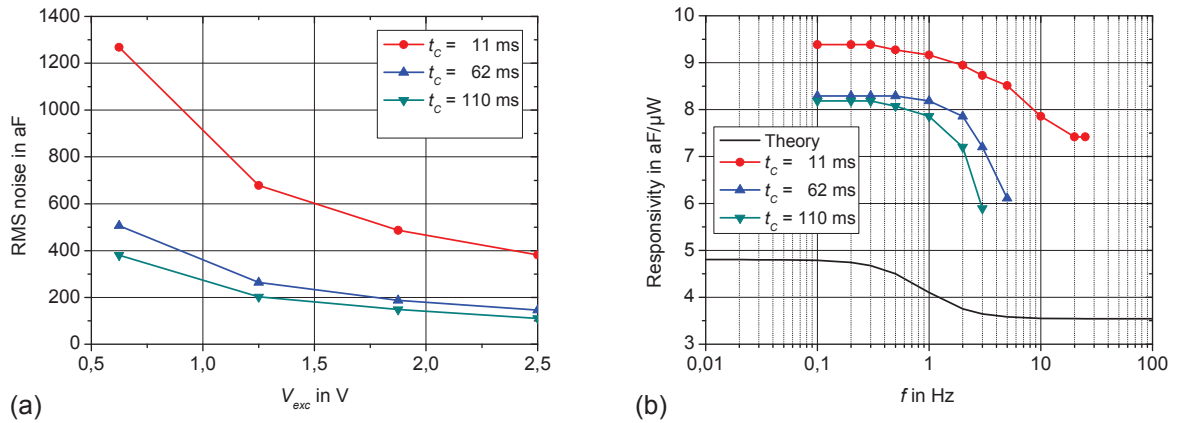 1400
1200
1000
800
600
400
200
0
RMS noise in aF
0,5
1,0
1,5
2,0
2,5
V_exc in V
t_C = 11 ms
t_C = 62 ms
t_C = 110 ms
(a)
10
9
8
7
6
5
4
3
Responsivity in aF/µW
0,01
0,1
1
10
100
f in Hz
Theory
t_C = 11 ms
t_C = 62 ms
t_C = 110 ms
(b)